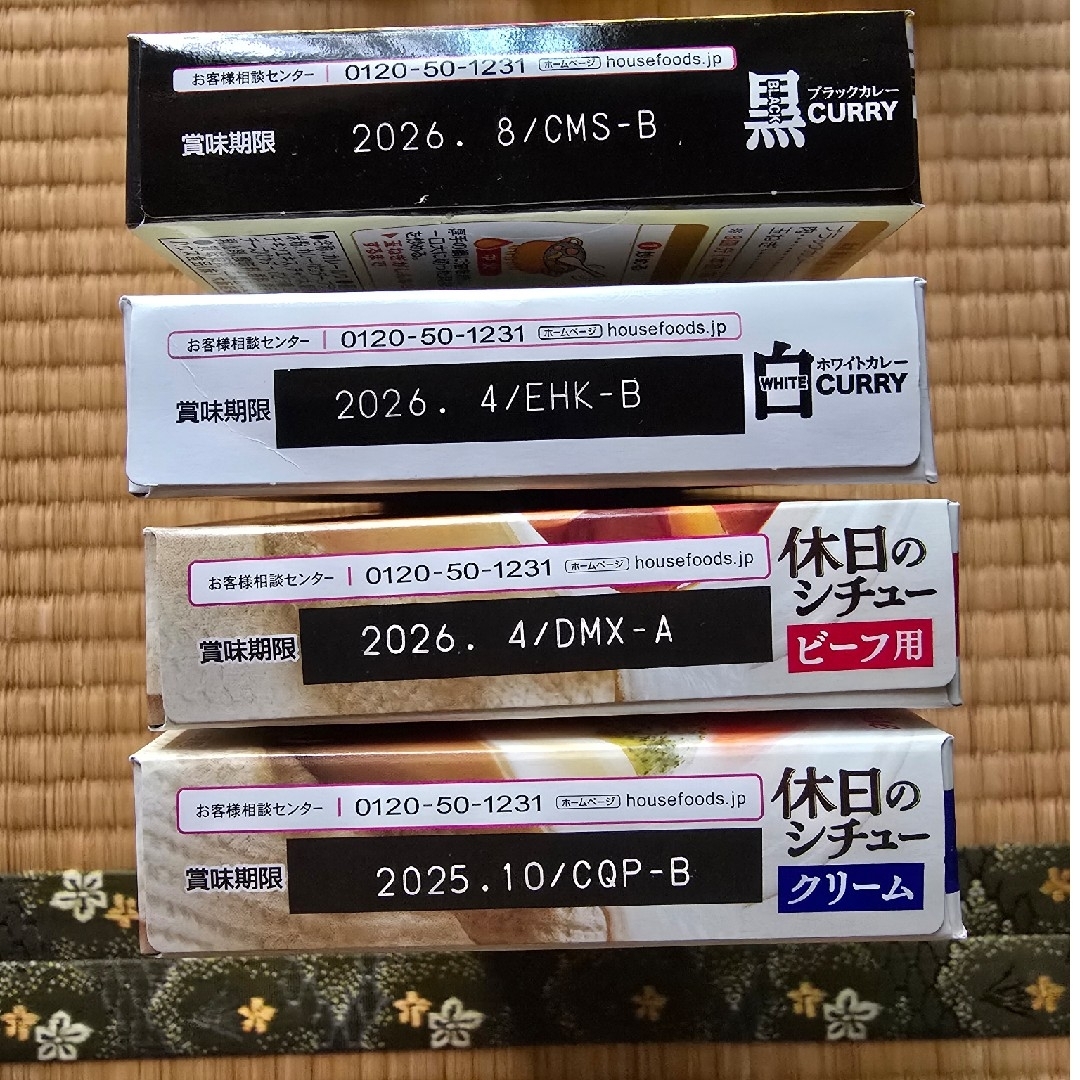 お客様相談センター | 0120-50-1231 ホームページ housefoods.jp
賞味期限 2026. 8/CMS-B
黒 BLACK ブラックカレー CURRY
お客様相談センター | 0120-50-1231 ホームページ housefoods.jp
賞味期限 2026. 4/EHK-B
白 WHITE ホワイトカレー CURRY
お客様相談センター | 0120-50-1231 ホームページ housefoods.jp
賞味期限 2026. 4/DMX-A
休日の
シチュー
ビーフ用
お客様相談センター | 0120-50-1231 ホームページ housefoods.jp
賞味期限 2025.10/CQP-B
休日の
シチュー
クリーム